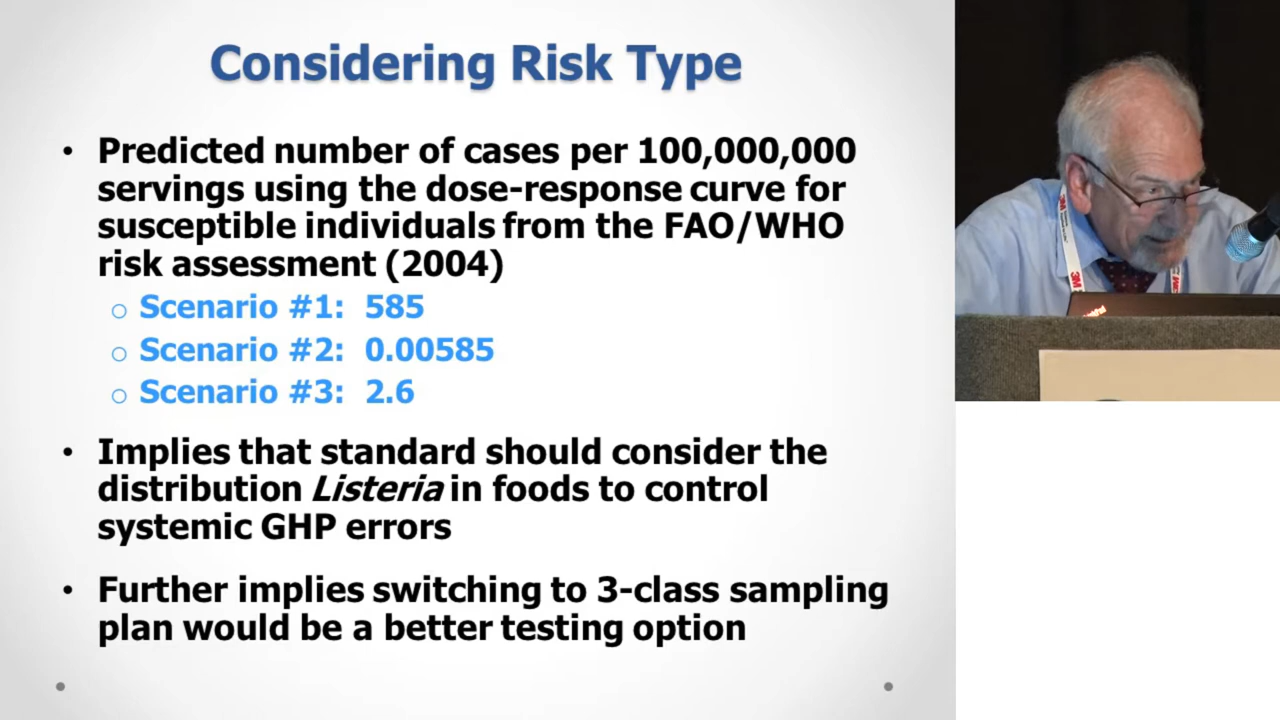 Considering Risk Type
• Predicted number of cases per 100,000,000
servings using the dose-response curve for
susceptible individuals from the FAO/WHO
risk assessment (2004)
o Scenario #1: 585
o Scenario #2: 0.00585
o Scenario #3: 2.6
• Implies that standard should consider the
distribution Listeria in foods to control
systemic GHP errors
• Further implies switching to 3-class sampling
plan would be a better testing option
3M
3M